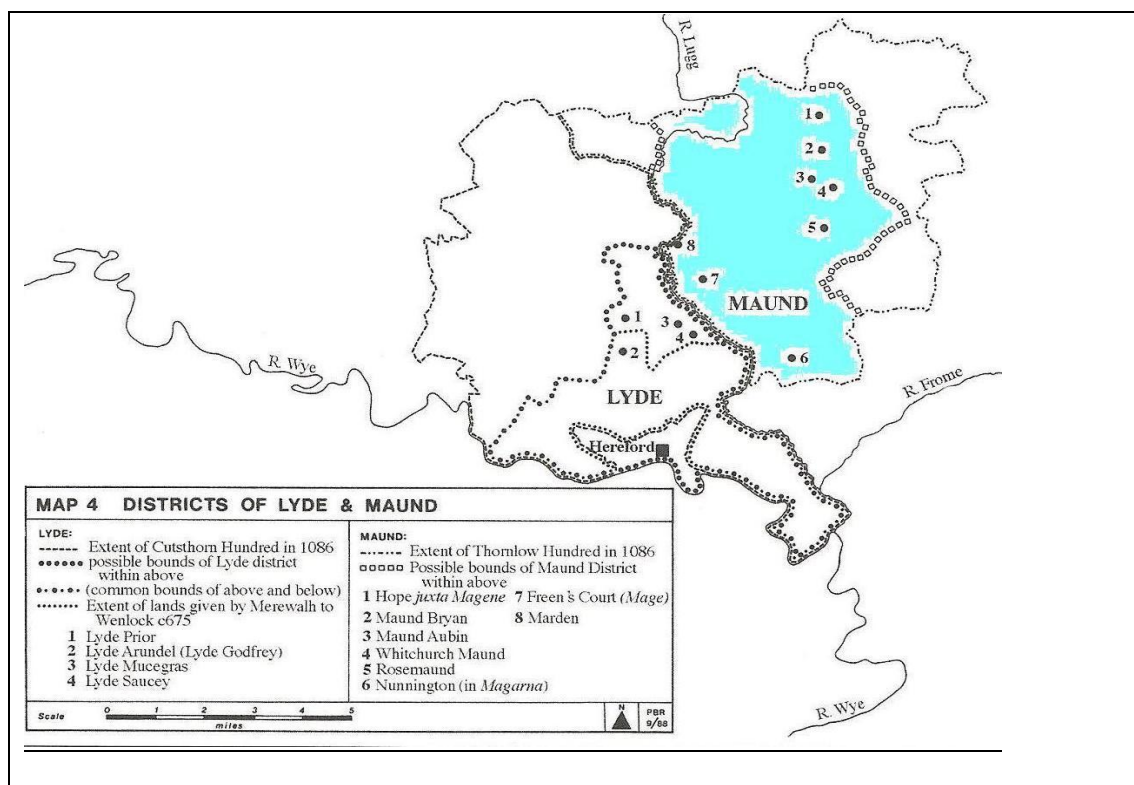 R. Lugg
1
2
3
4
5
8
7
MAUND
1
3
4
2
6
R. Wye
R. Frome
LYDE
Hereford
MAP 4 DISTRICTS OF LYDE & MAUND
LYDE:
Extent of Cutsthorn Hundred in 1086
possible bounds of Lyde district
within above
(common bounds of above and below)
Extent of lands given by Merewalh to
Wenlock c675
1 Lyde Prior
2 Lyde Arundel (Lyde Godfrey)
3 Lyde Mucegras
4 Lyde Saucey
MAUND:
Extent of Thornlow Hundred in 1086
Possible bounds of Maund District
within above
1 Hope juxta Magene 7 Freen's Court (Mage)
2 Maund Bryan 8 Marden
3 Maund Aubin
4 Whitchurch Maund
5 Rosemaund
6 Nunnington (in Magarna)
Scale 0 1 2 3 4 5
miles
N
PBR
9/88
R. Wye